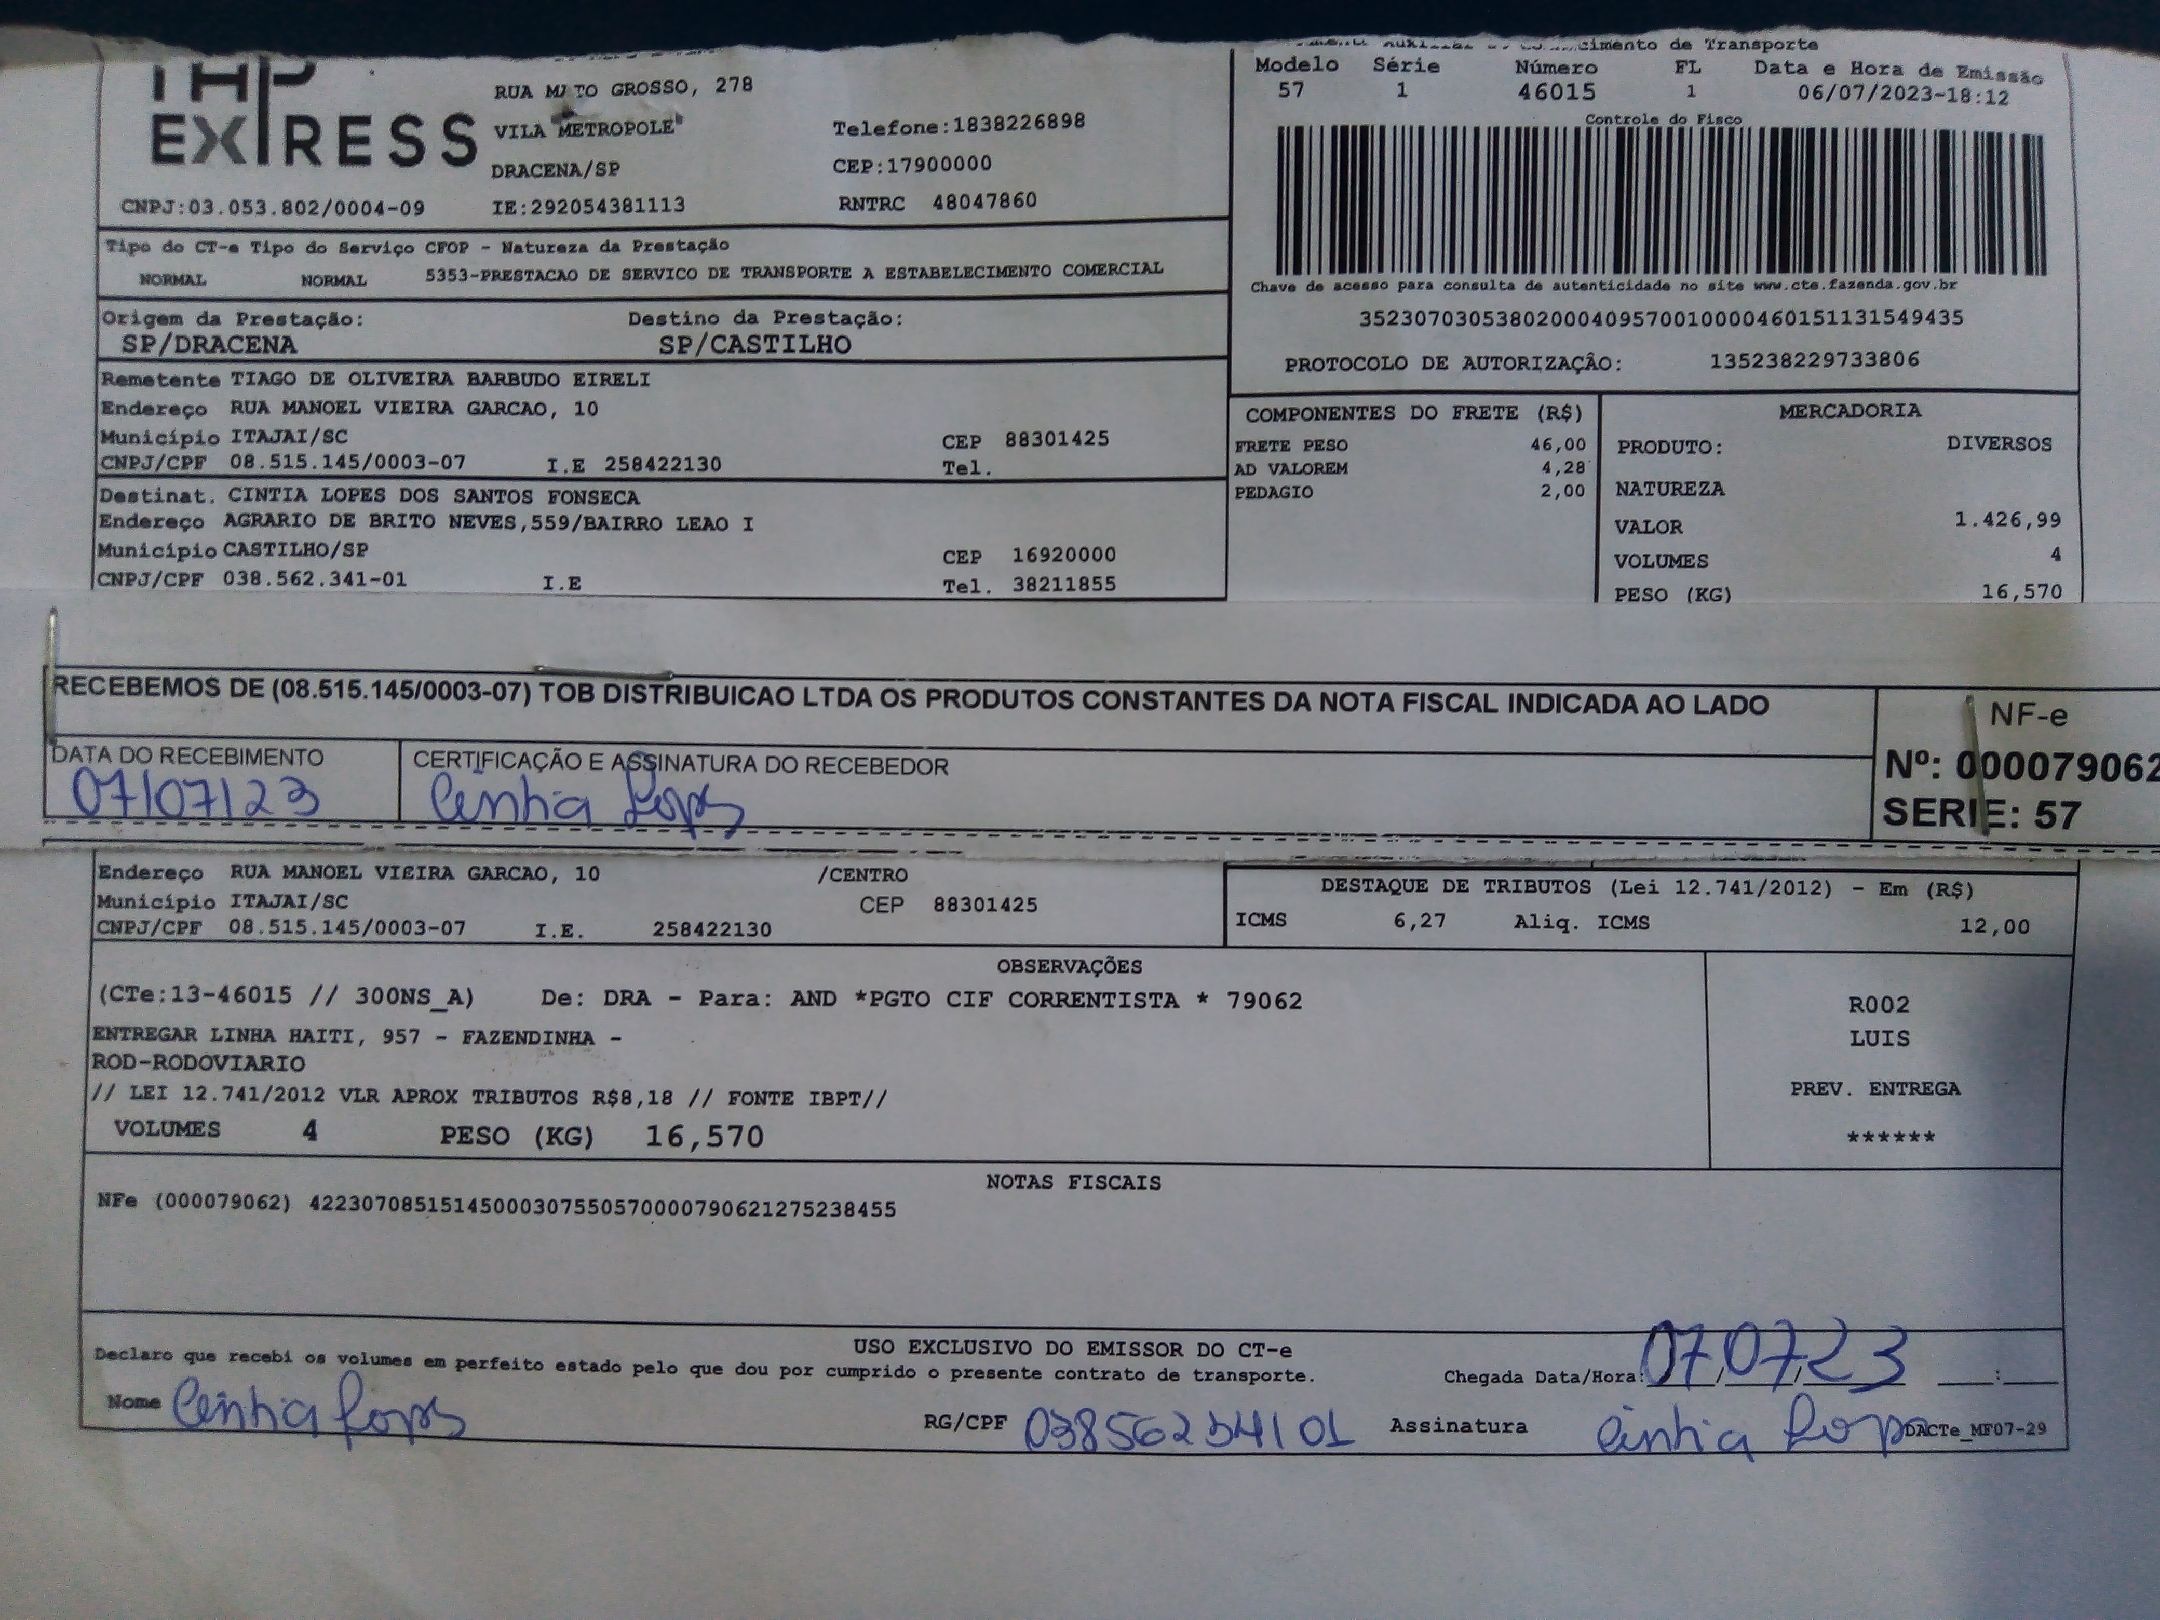 EXPRESS
RUA MATO GROSSO, 278
VILA METROPOLE
DRACENA/SP
Telefone:1838226898
CEP:17900000
CNPJ:03.053.802/0004-09 IE:292054381113 RNTRC 48047860
cimento de Transporte
Modelo Série Número FL Data e Hora de Emissão
57 1 46015 1 06/07/2023-18:12
Controle do Fisco
Chave de acesso para consulta de autenticidade no site www.cte.fazenda.gov.br
35230703053802000409570010000460151131549435
PROTOCOLO DE AUTORIZAÇÃO: 135238229733806
Tipo do CT-e Tipo do Serviço CFOP - Natureza da Prestação
NORMAL NORMAL 5353-PRESTACAO DE SERVICO DE TRANSPORTE A ESTABELECIMENTO COMERCIAL
Origem da Prestação: Destino da Prestação:
SP/DRACENA SP/CASTILHO
Remetente TIAGO DE OLIVEIRA BARBUDO EIRELI
Endereço RUA MANOEL VIEIRA GARCAO, 10
Município ITAJAI/SC CEP 88301425
CNPJ/CPF 08.515.145/0003-07 I.E 258422130 Tel.
Destinat. CINTIA LOPES DOS SANTOS FONSECA
Endereço AGRARIO DE BRITO NEVES,559/BAIRRO LEAO I
Município CASTILHO/SP CEP 16920000
CNPJ/CPF 038.562.341-01 I.E Tel. 38211855
COMPONENTES DO FRETE (R$)
FRETE PESO 46,00
AD VALOREM 4,28
PEDAGIO 2,00
MERCADORIA
PRODUTO: DIVERSOS
NATUREZA
VALOR 1.426,99
VOLUMES 4
PESO (KG) 16,570
RECEBEMOS DE (08.515.145/0003-07) TOB DISTRIBUICAO LTDA OS PRODUTOS CONSTANTES DA NOTA FISCAL INDICADA AO LADO
DATA DO RECEBIMENTO CERTIFICAÇÃO E ASSINATURA DO RECEBEDOR
07/07/23 Cintia Lopes
NF-e
Nº: 000079062
SERIE: 57
Endereço RUA MANOEL VIEIRA GARCAO, 10 /CENTRO
Município ITAJAI/SC CEP 88301425
CNPJ/CPF 08.515.145/0003-07 I.E. 258422130
DESTAQUE DE TRIBUTOS (Lei 12.741/2012) - Em (R$)
ICMS 6,27 Aliq. ICMS 12,00
OBSERVAÇÕES
(CTe:13-46015 // 300NS_A) De: DRA - Para: AND *PGTO CIF CORRENTISTA * 79062
ENTREGAR LINHA HAITI, 957 - FAZENDINHA -
ROD-RODOVIARIO
// LEI 12.741/2012 VLR APROX TRIBUTOS R$8,18 // FONTE IBPT//
VOLUMES 4 PESO (KG) 16,570
R002
LUIS
PREV. ENTREGA
******
NOTAS FISCAIS
NFe (000079062) 42230708515145000307550570000790621275238455
USO EXCLUSIVO DO EMISSOR DO CT-e
Declaro que recebi os volumes em perfeito estado pelo que dou por cumprido o presente contrato de transporte.
Chegada Data/Hora: 07/07/23 :
Nome Cintia Lopes RG/CPF 03856234101 Assinatura Cintia Lopes DACTe_MF07-29